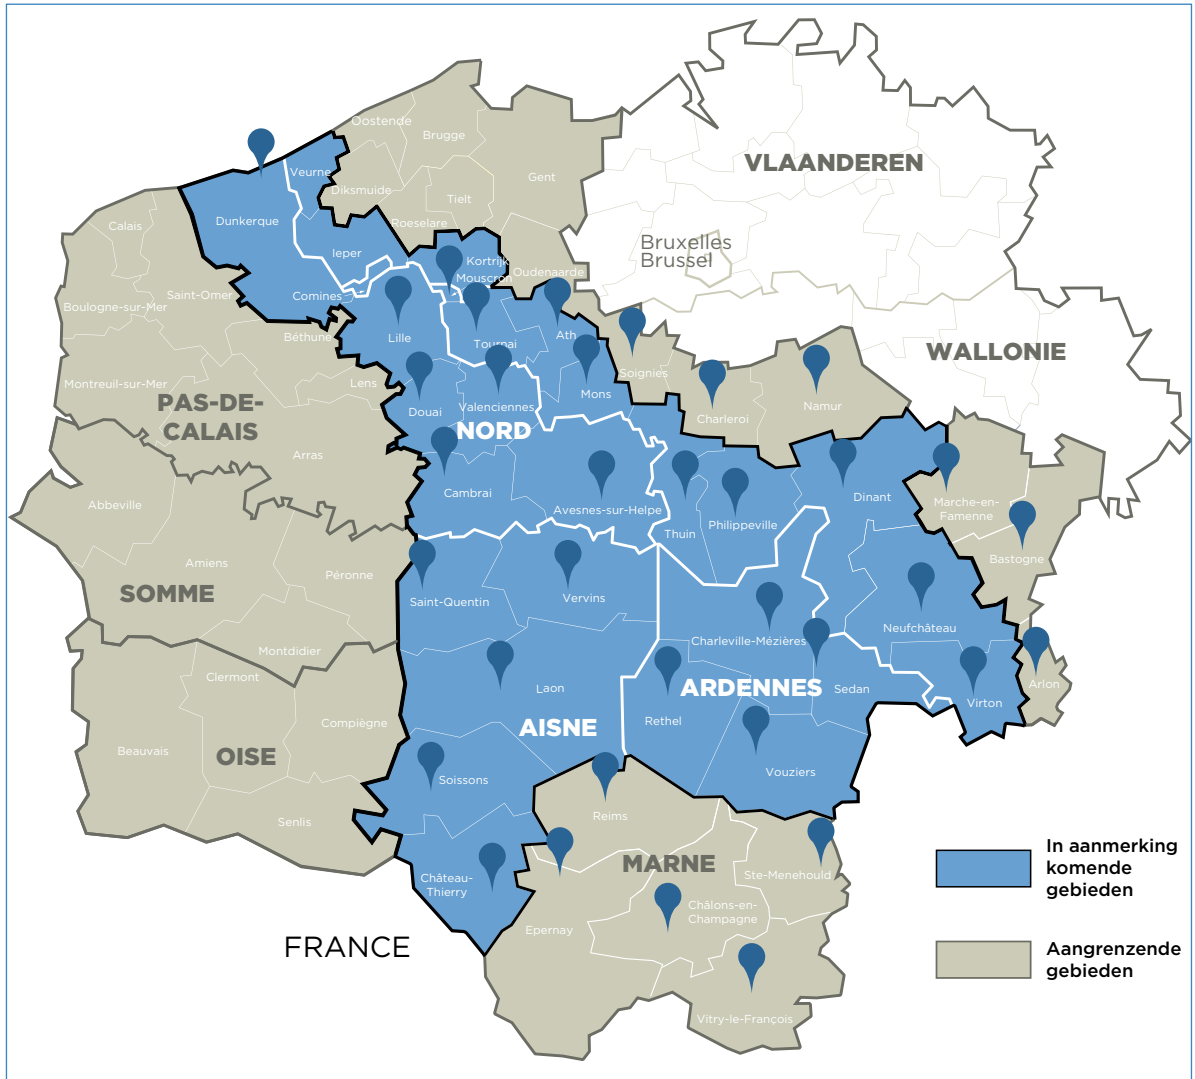 Oostende
Brugge
VLAANDEREN
Veurne
Gent
Diksmuide
Tielt
Dunkerque
Calais
Roeselare
Bruxelles
Brussel
Ieper
Kortrijk
Oudenaarde
Mouscron
Saint-Omer
Comines
Boulogne-sur-Mer
Béthune
Lille
Tournai
Ath
WALLONIE
Soignies
Montreuil-sur-Mer
Lens
Mons
PAS-DE-
CALAIS
Douai
Valenciennes
Namur
Charleroi
NORD
Arras
Cambrai
Dinant
Abbeville
Avesnes-sur-Helpe
Marche-en-
Famenne
Philippeville
Thuin
Amiens
Bastogne
Péronne
SOMME
Saint-Quentin
Vervins
Neufchâteau
Charleville-Mézières
Montdidier
Clermont
Laon
ARDENNES
Sedan
Arlon
Virton
Compiègne
Rethel
AISNE
Beauvais
OISE
Vouziers
Soissons
Senlis
Reims
MARNE
Ste-Menehould
Château-
Thierry
Châlons-en-
Champagne
Epernay
FRANCE
Vitry-le-François
In aanmerking
komende
gebieden
Aangrenzende
gebieden